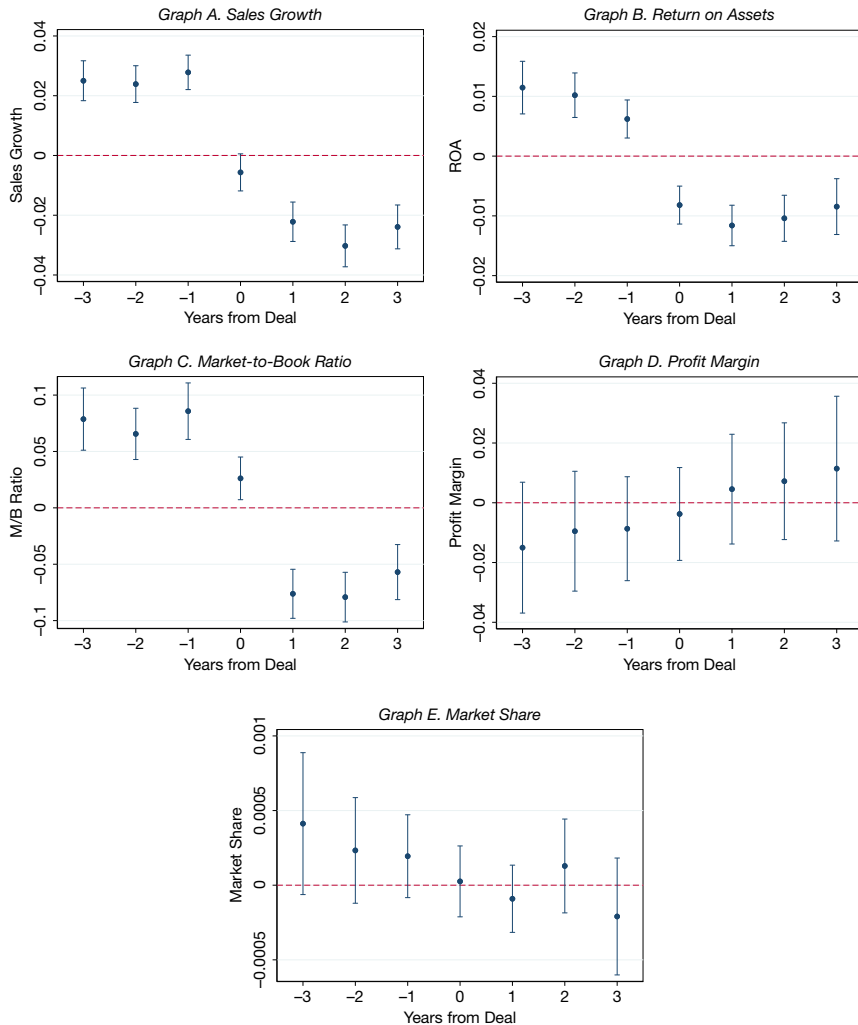 Graph A. Sales Growth
0.04
0.02
0
−0.02
−0.04
Sales Growth
−3 −2 −1 0 1 2 3
Years from Deal
Graph B. Return on Assets
0.02
0.01
0
−0.01
−0.02
ROA
−3 −2 −1 0 1 2 3
Years from Deal
Graph C. Market-to-Book Ratio
0.1
0.05
0
−0.05
−0.1
M/B Ratio
−3 −2 −1 0 1 2 3
Years from Deal
Graph D. Profit Margin
0.04
0.02
0
−0.02
−0.04
Profit Margin
−3 −2 −1 0 1 2 3
Years from Deal
Graph E. Market Share
0.001
0.0005
0
−0.0005
Market Share
−3 −2 −1 0 1 2 3
Years from Deal